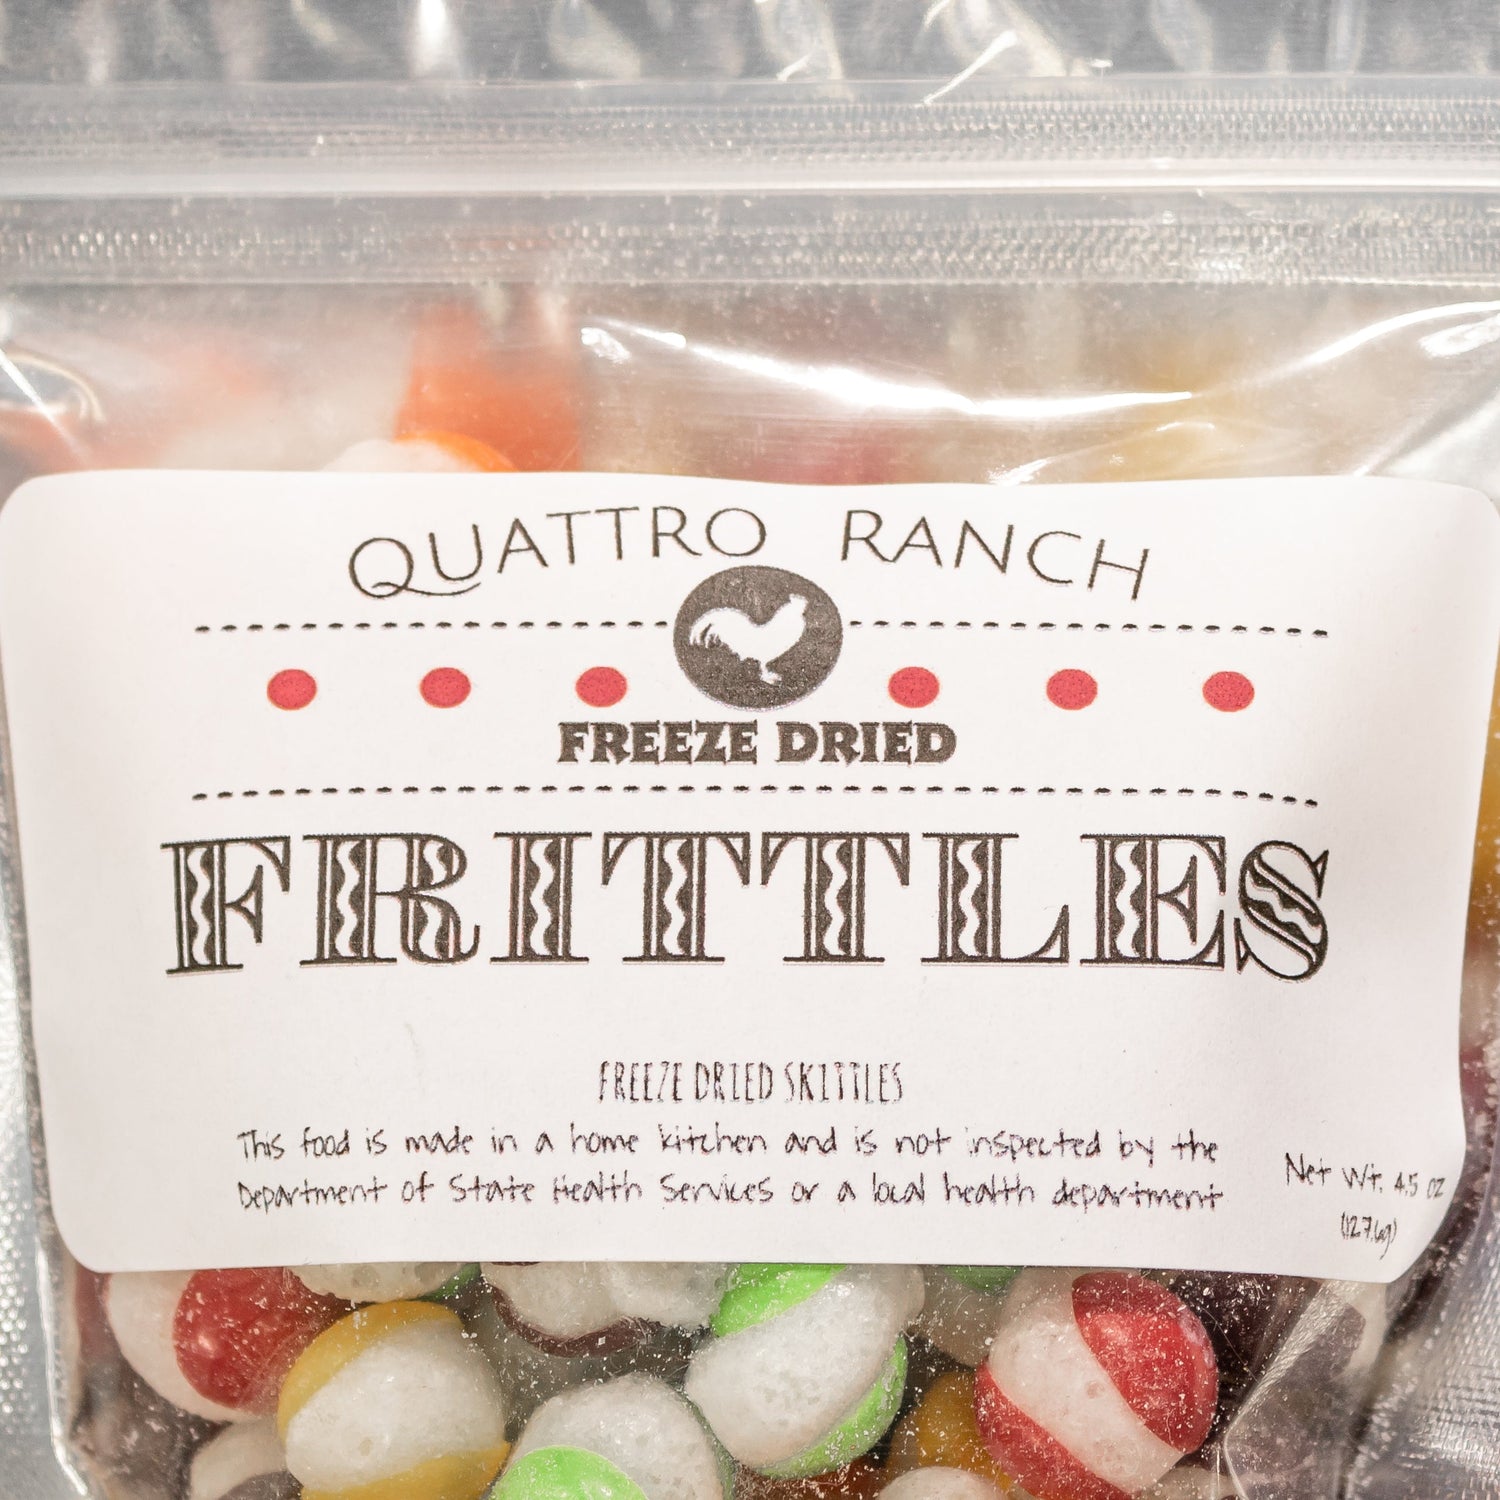 QUATTRO RANCH
FREEZE DRIED
FRITTLES
FREEZE DRIED SKITTLES
This food is made in a home kitchen and is not inspected by the
Department of State Health Services or a local health department
Net Wt. 4.5 oz
(127.6g)